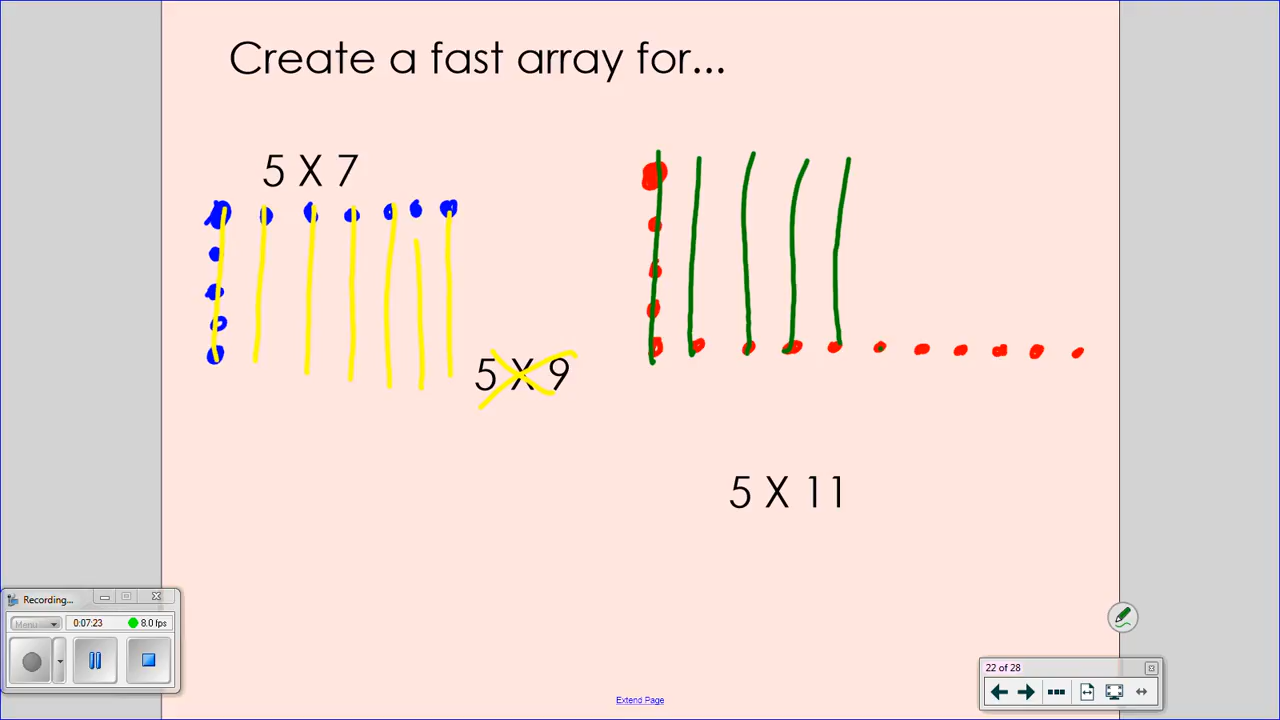 Create a fast array for...
5 X 7
5 X 9
5 X 11
Recording...
Menu
0:07:23
8.0 fps
22 of 28
Extend Page